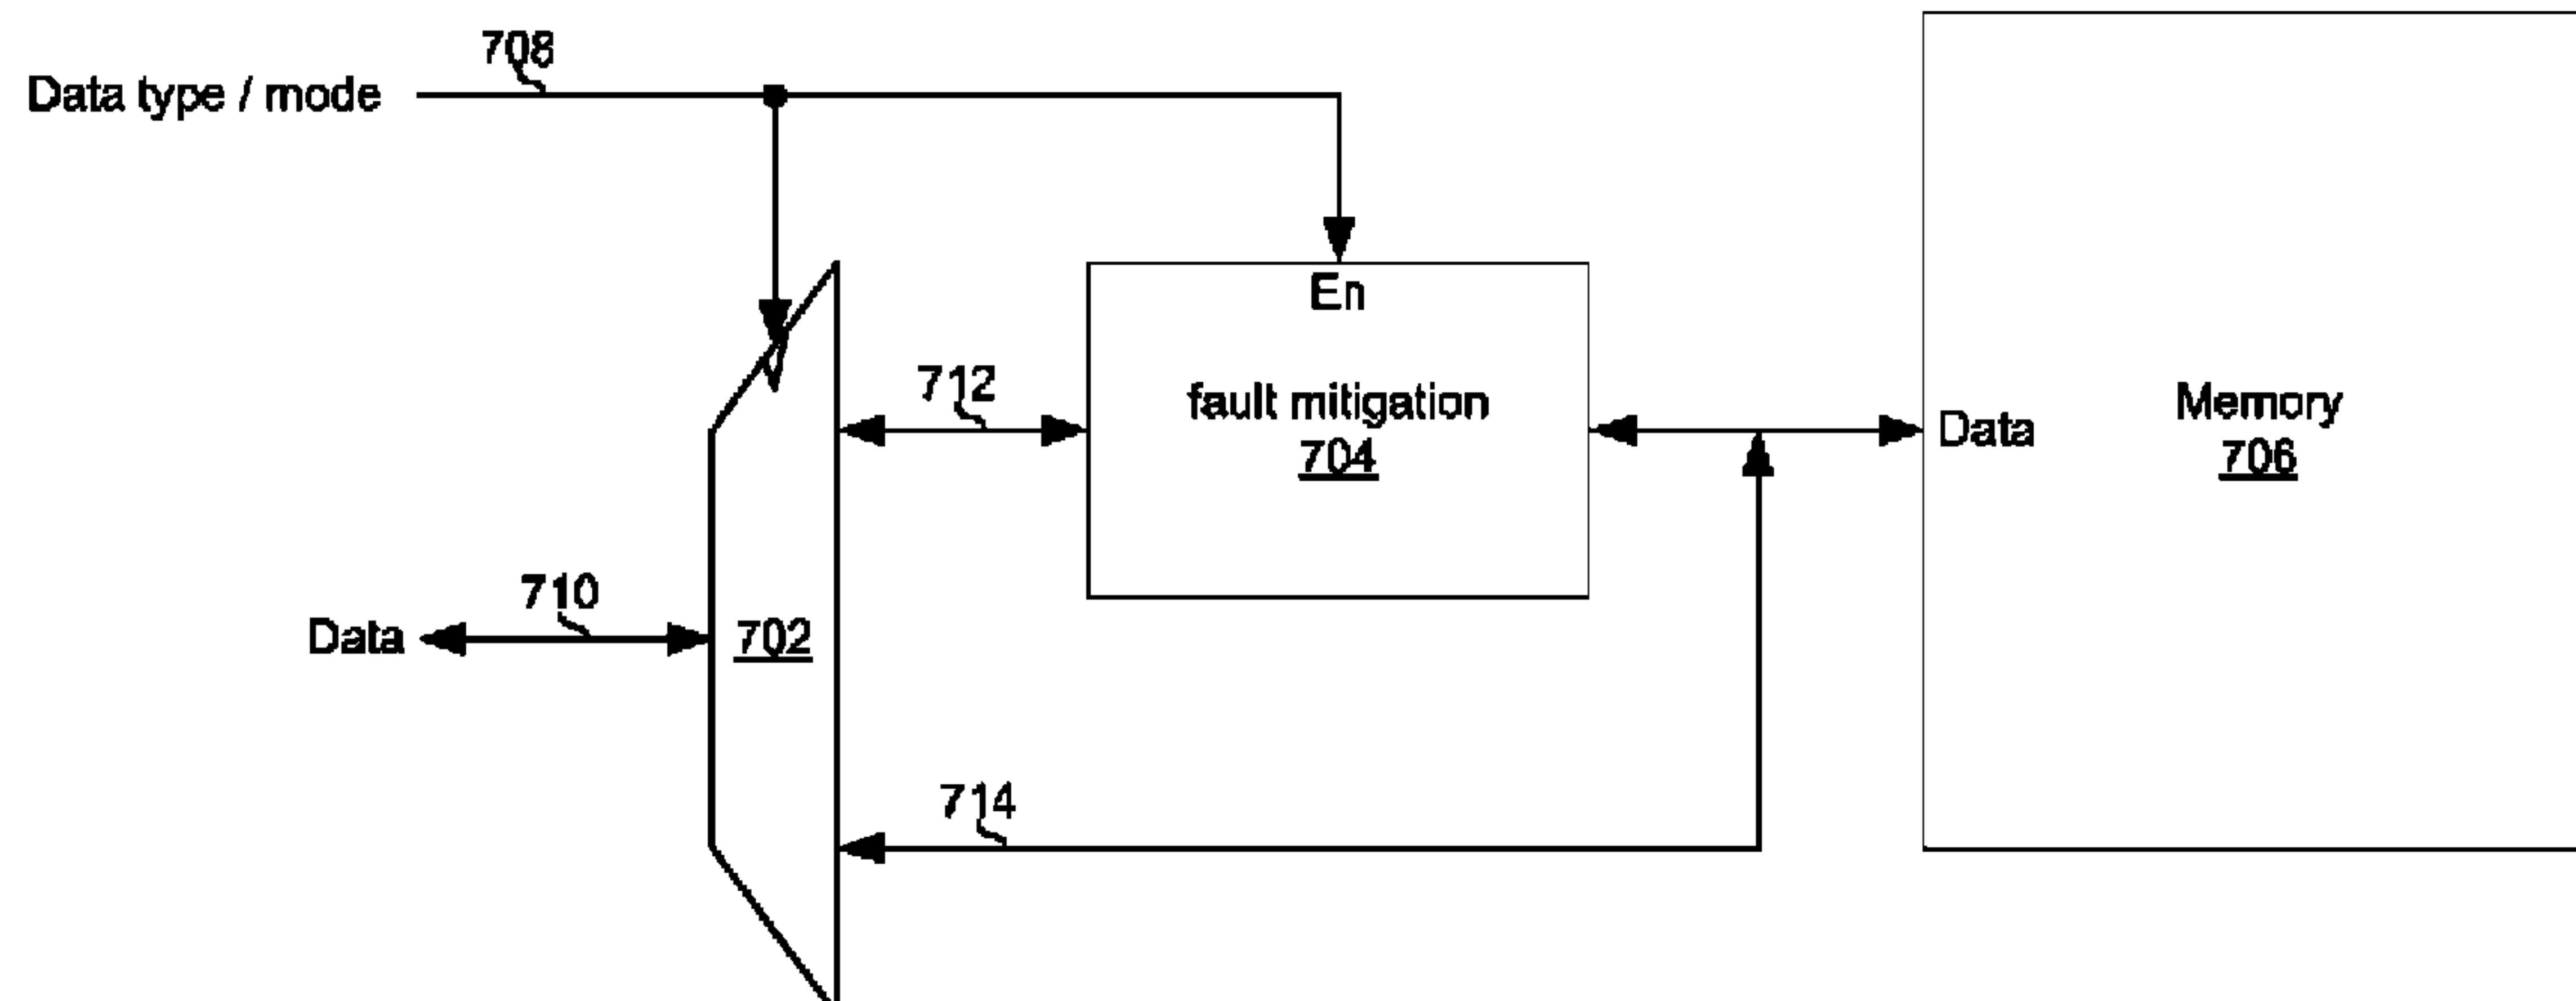 708
Data type / mode
En
712
fault mitigation
704
Data
Memory
706
710
Data
702
714